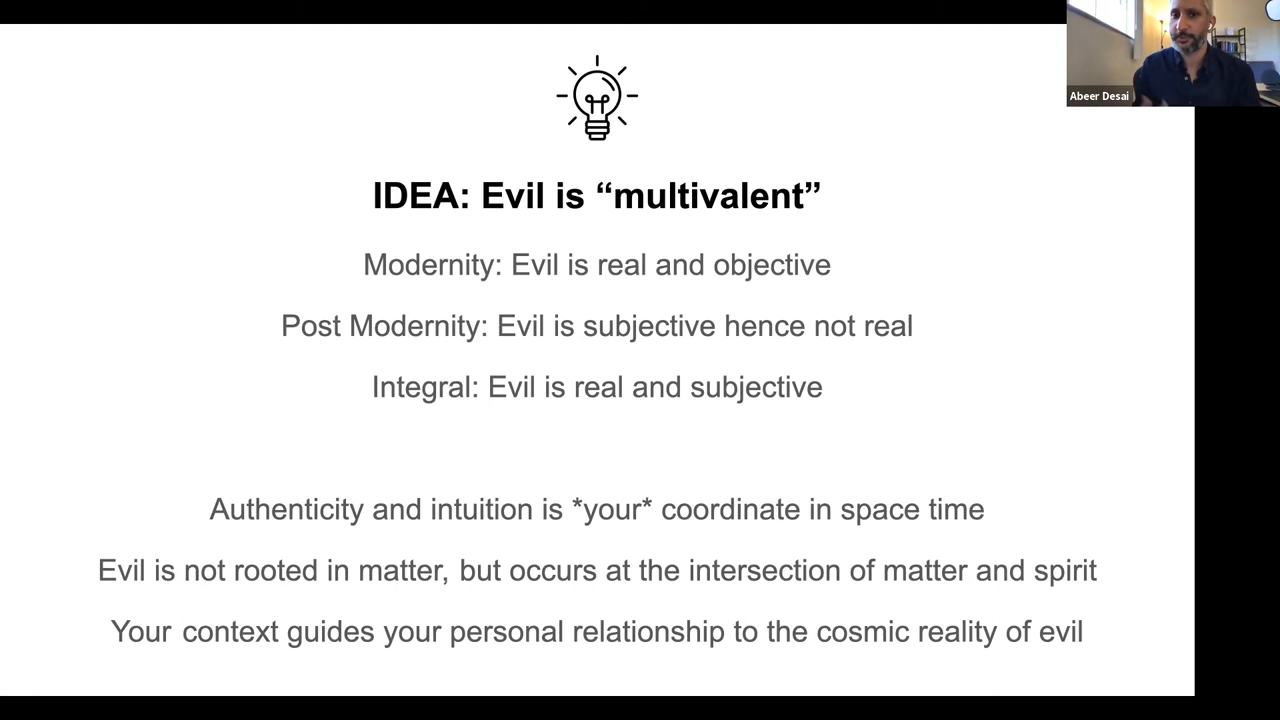 Abeer Desai
IDEA: Evil is “multivalent”
Modernity: Evil is real and objective
Post Modernity: Evil is subjective hence not real
Integral: Evil is real and subjective
Authenticity and intuition is *your* coordinate in space time
Evil is not rooted in matter, but occurs at the intersection of matter and spirit
Your context guides your personal relationship to the cosmic reality of evil